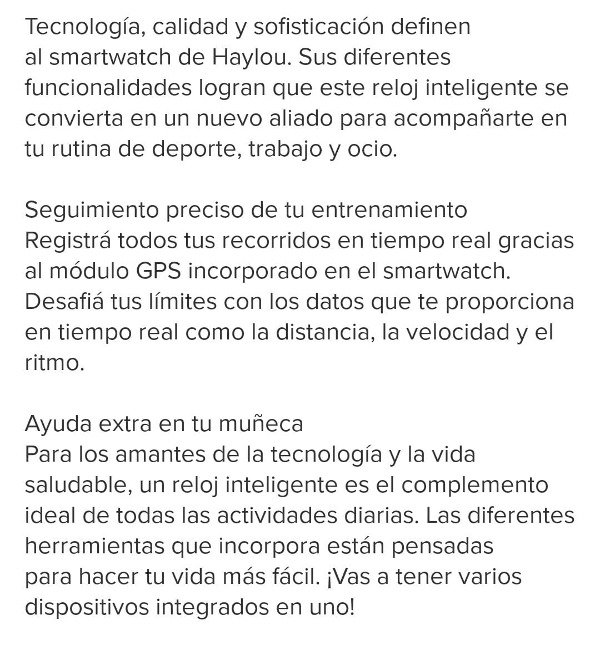 Tecnología, calidad y sofisticación definen
al smartwatch de Haylou. Sus diferentes
funcionalidades logran que este reloj inteligente se
convierta en un nuevo aliado para acompañarte en
tu rutina de deporte, trabajo y ocio.
Seguimiento preciso de tu entrenamiento
Registrá todos tus recorridos en tiempo real gracias
al módulo GPS incorporado en el smartwatch.
Desafiá tus límites con los datos que te proporciona
en tiempo real como la distancia, la velocidad y el
ritmo.
Ayuda extra en tu muñeca
Para los amantes de la tecnología y la vida
saludable, un reloj inteligente es el complemento
ideal de todas las actividades diarias. Las diferentes
herramientas que incorpora están pensadas
para hacer tu vida más fácil. ¡Vas a tener varios
dispositivos integrados en uno!